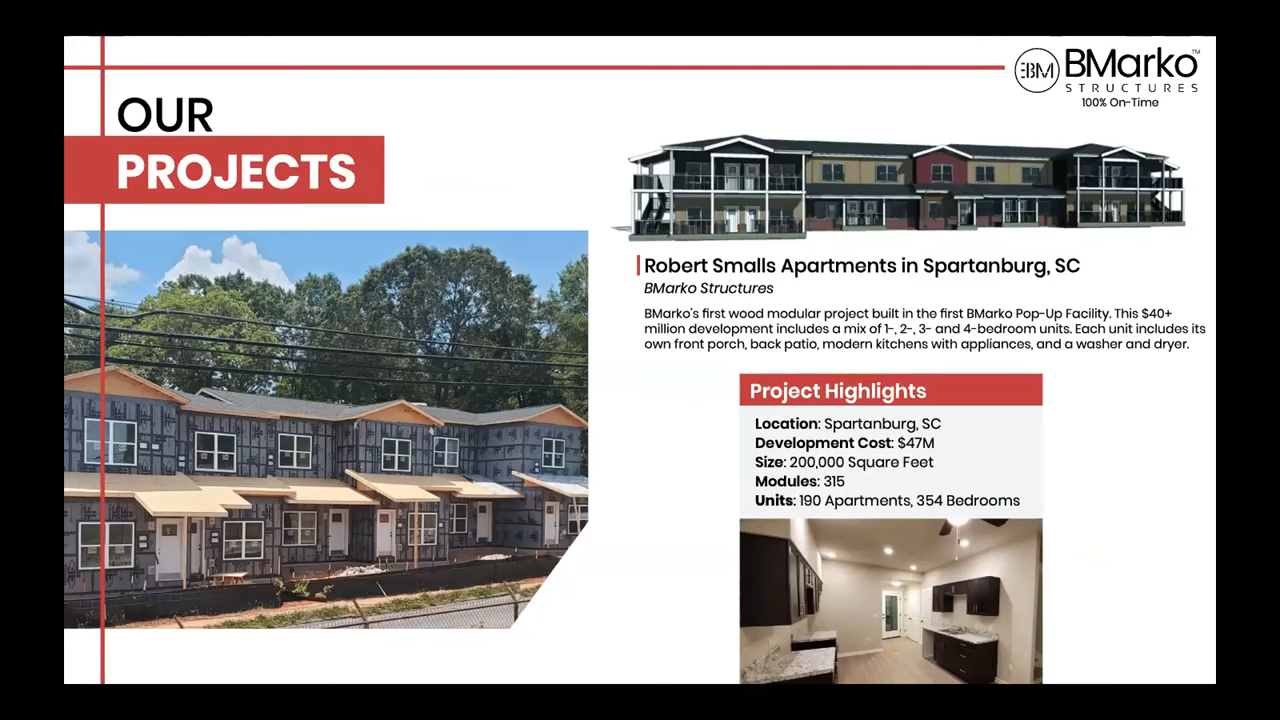 OUR
PROJECTS
BM
BMarko™
STRUCTURES
100% On-Time
Robert Smalls Apartments in Spartanburg, SC
BMarko Structures
BMarko's first wood modular project built in the first BMarko Pop-Up Facility. This $40+
million development includes a mix of 1-, 2-, 3- and 4-bedroom units. Each unit includes its
own front porch, back patio, modern kitchens with appliances, and a washer and dryer.
Project Highlights
Location: Spartanburg, SC
Development Cost: $47M
Size: 200,000 Square Feet
Modules: 315
Units: 190 Apartments, 354 Bedrooms